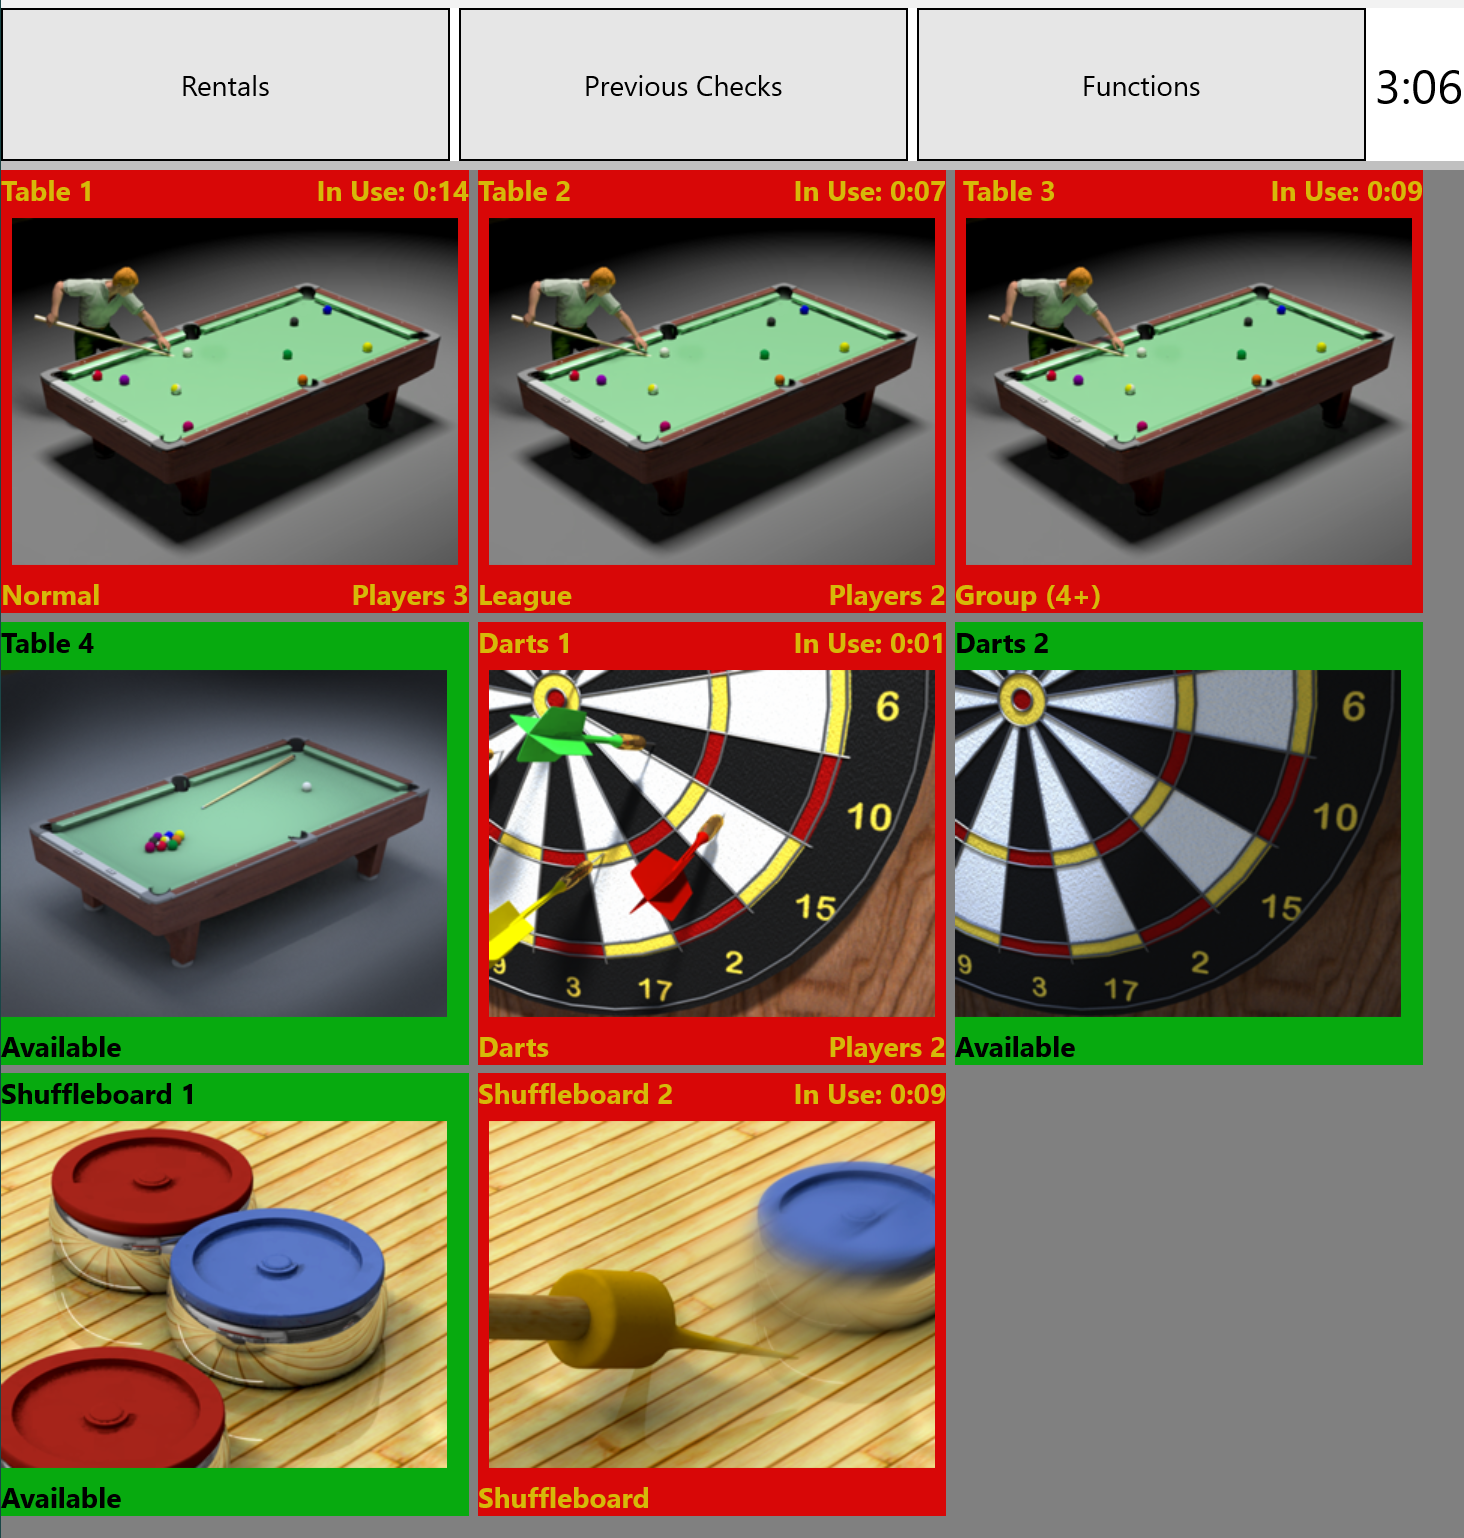 Rentals
Previous Checks
Functions
3:06
Table 1
In Use: 0:14
Normal
Players 3
Table 2
In Use: 0:07
League
Players 2
Table 3
In Use: 0:09
Group (4+)
Table 4
Available
Darts 1
In Use: 0:01
6
10
15
2
17
3
9
Darts
Players 2
Darts 2
6
10
15
2
17
3
9
Available
Shuffleboard 1
Available
Shuffleboard 2
In Use: 0:09
Shuffleboard